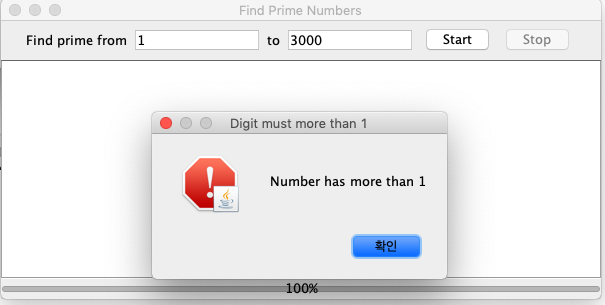 Find Prime Numbers
Find prime from 1 to 3000 Start Stop
Digit must more than 1
Number has more than 1
확인
100%